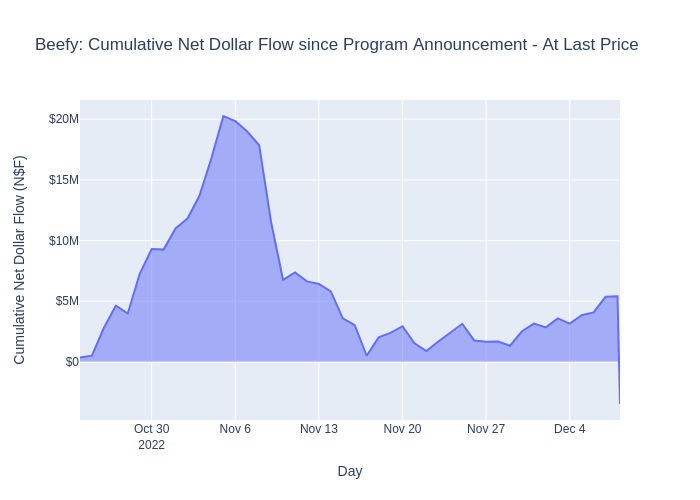 Beefy: Cumulative Net Dollar Flow since Program Announcement - At Last Price
Cumulative Net Dollar Flow (N$F)
$20M
$15M
$10M
$5M
$0
Oct 30
2022
Nov 6
Nov 13
Nov 20
Nov 27
Dec 4
Day